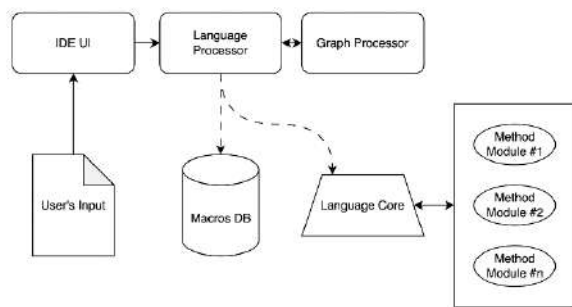 IDE UI
Language
Processor
Graph Processor
User's Input
Macros DB
Language Core
Method
Module #1
Method
Module #2
Method
Module #n